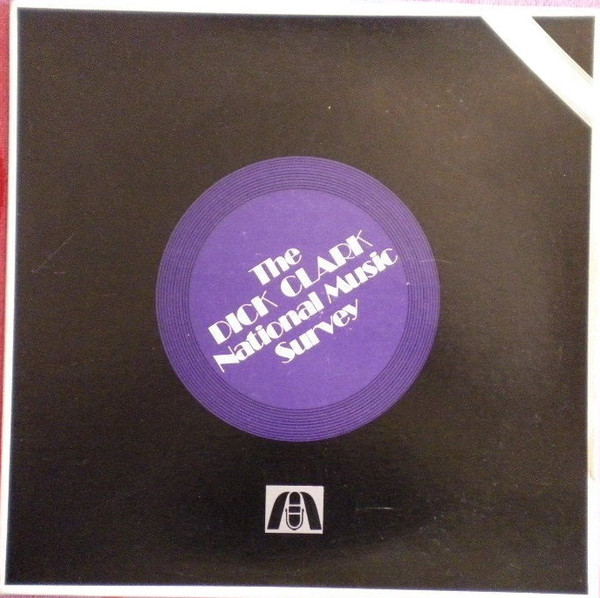 The
DICK CLARK
National Music
Survey